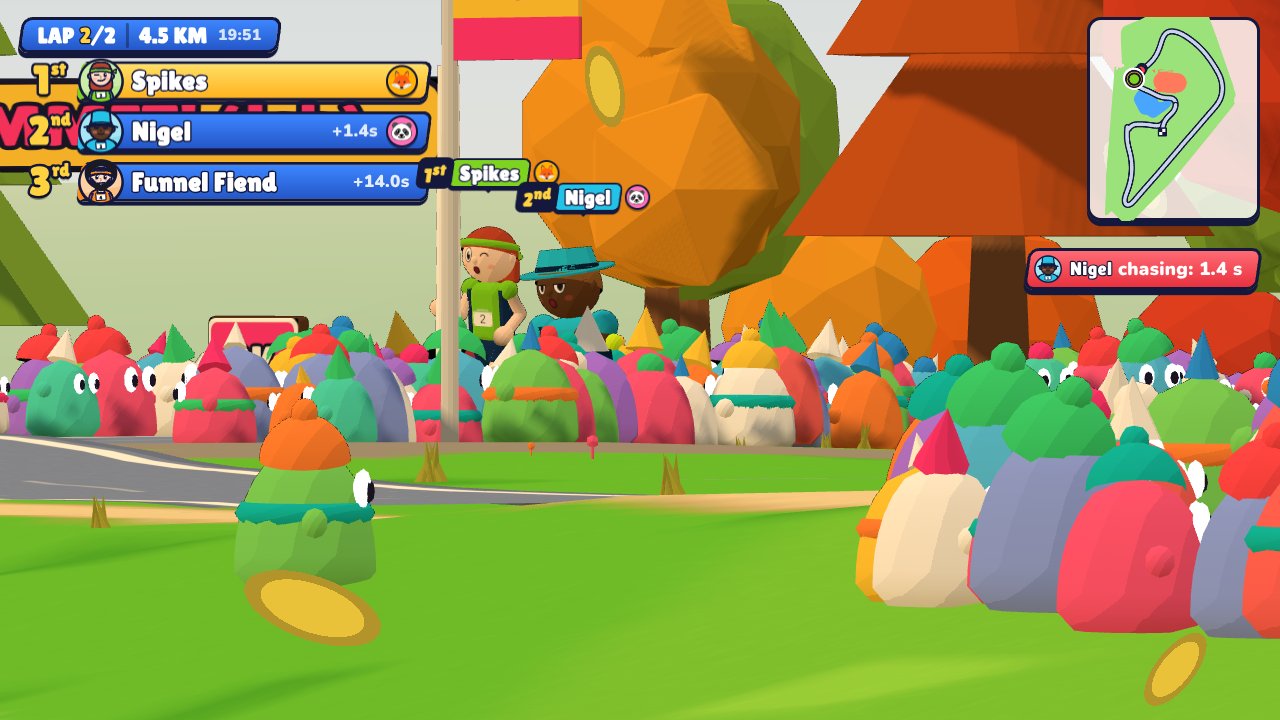 LAP 2/2 4.5 KM 19:51
1st Spikes
2nd Nigel +1.4s
3rd Funnel Fiend +14.0s
1st Spikes
2nd Nigel
Nigel chasing: 1.4 s
2